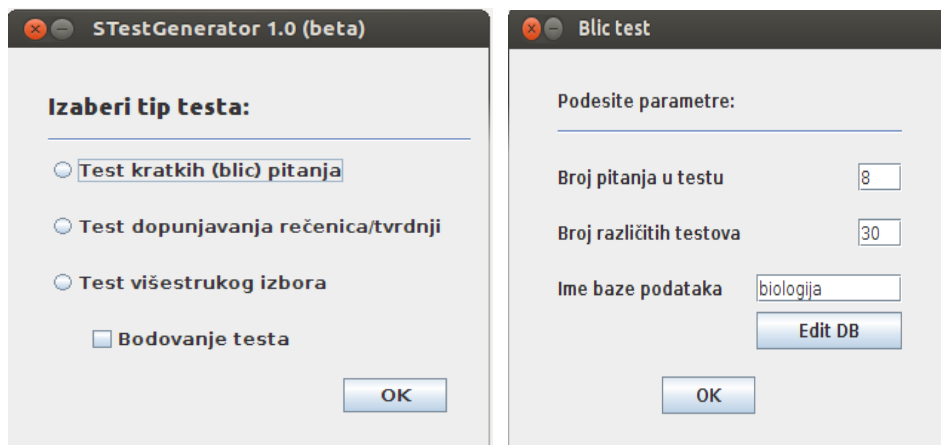 STestGenerator 1.0 (beta)
Izaberi tip testa:
Test kratkih (blic) pitanja
Test dopunjavanja rečenica/tvrdnji
Test višestrukog izbora
Bodovanje testa
OK
Blic test
Podesite parametre:
Broj pitanja u testu 8
Broj različitih testova 30
Ime baze podataka biologija
Edit DB
OK